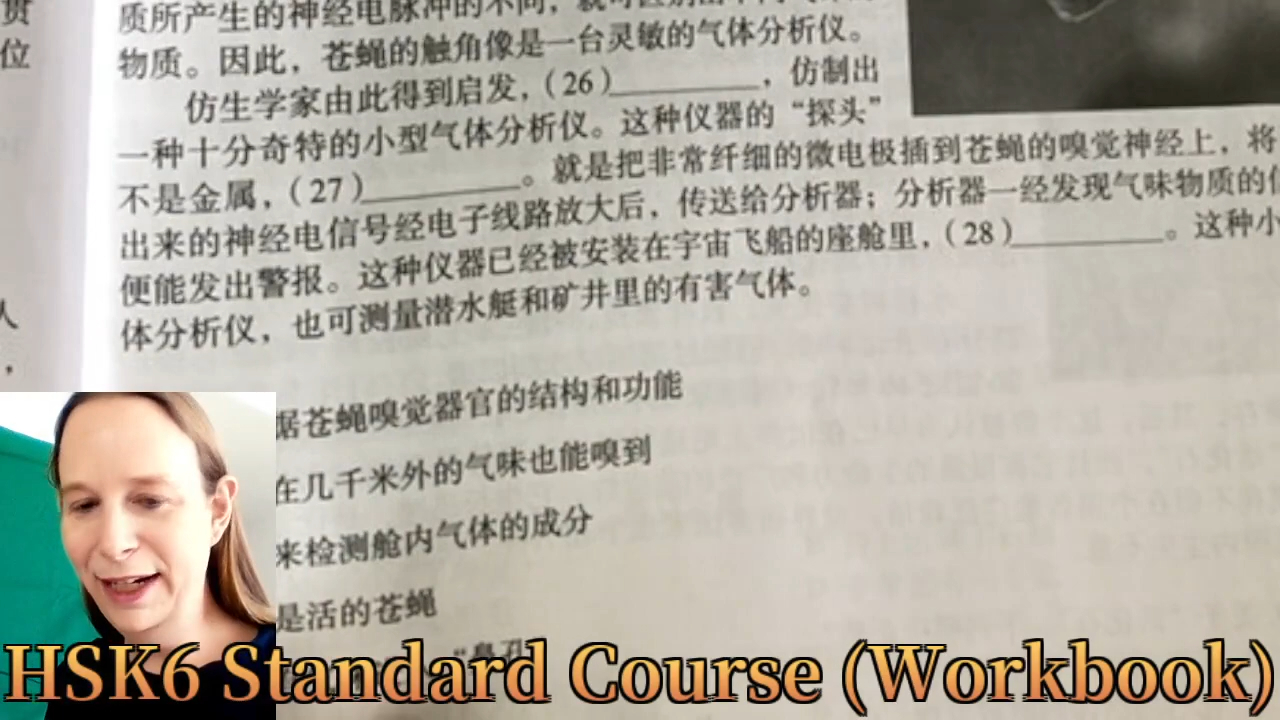 贯
位
质所产生的神经电脉冲的不同，就可区别出不同气味的
物质。因此，苍蝇的触角像是一台灵敏的气体分析仪。
仿生学家由此得到启发，（26）________，仿制出
一种十分奇特的小型气体分析仪。这种仪器的“探头”
不是金属，（27）________。就是把非常纤细的微电极插到苍蝇的嗅觉神经上，将
出来的神经电信号经电子线路放大后，传送给分析器；分析器一经发现气味物质的信
便能发出警报。这种仪器已经被安装在宇宙飞船的座舱里，（28）________。这种小
体分析仪，也可测量潜水艇和矿井里的有害气体。
人
，
据苍蝇嗅觉器官的结构和功能
在几千米外的气味也能嗅到
来检测舱内气体的成分
是活的苍蝇
“鼻孔
HSK6 Standard Course (Workbook)